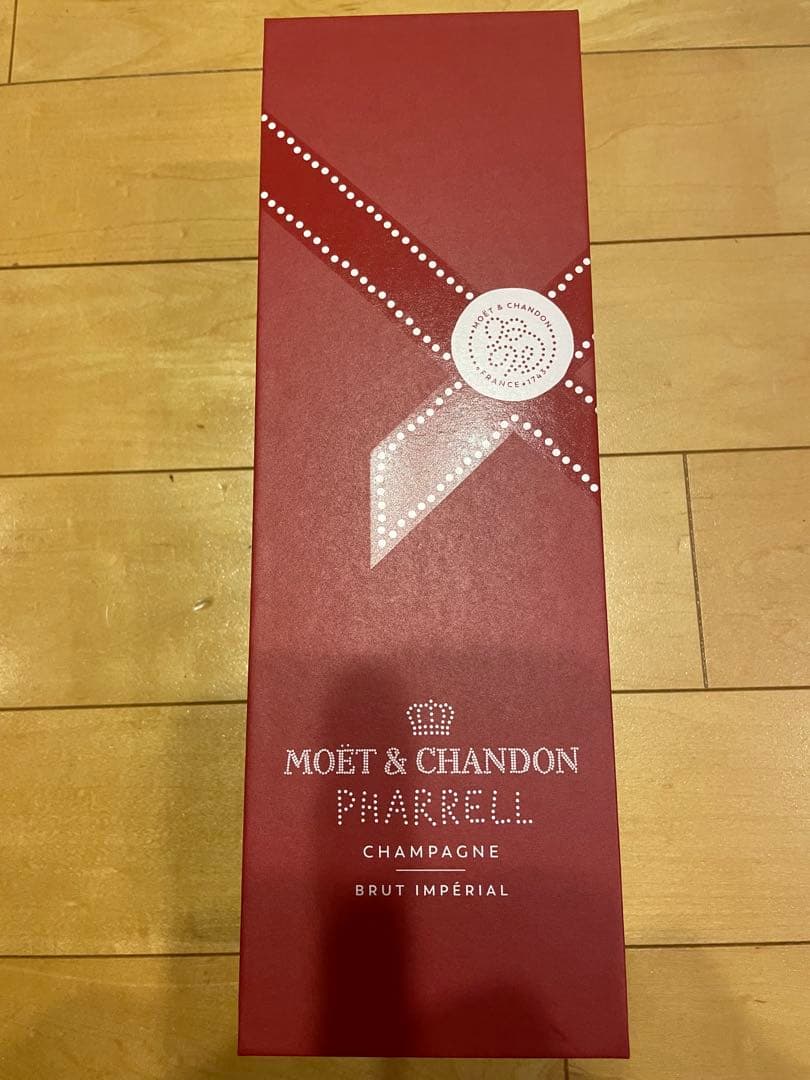 MOËT & CHANDON
FRANCE • 1743
MOËT & CHANDON
PHARRELL
CHAMPAGNE
BRUT IMPÉRIAL